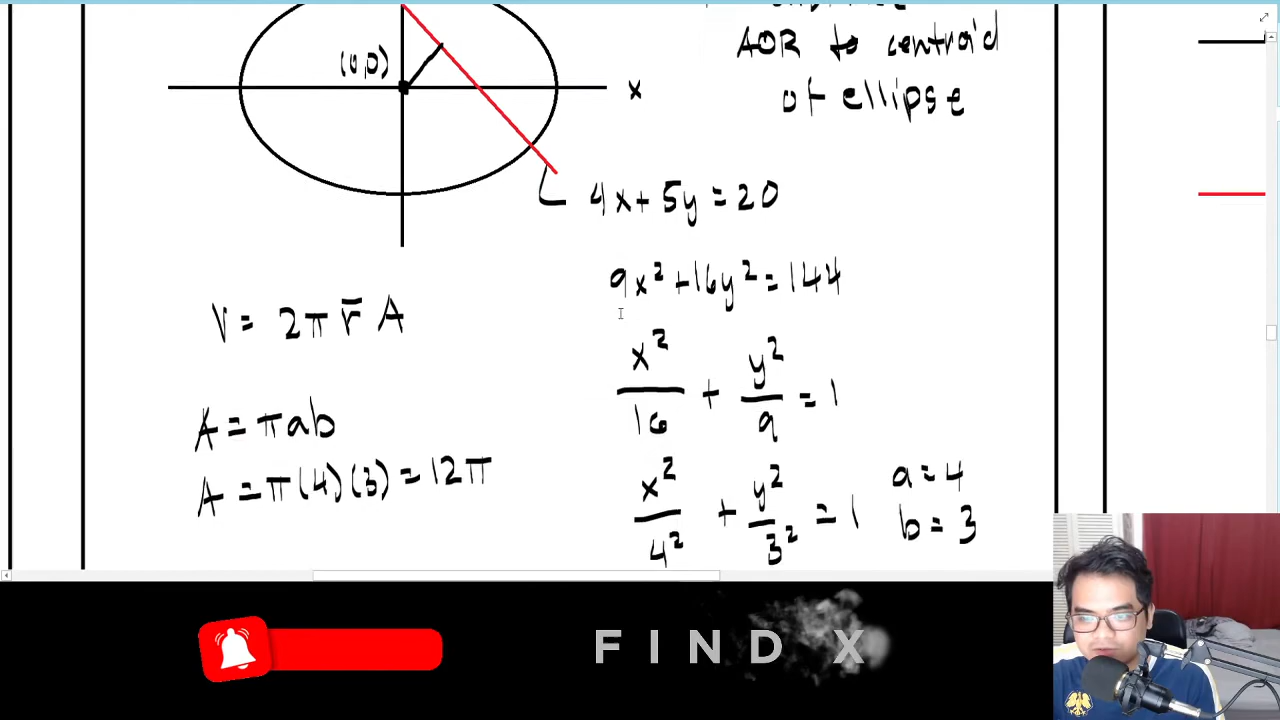 AOR to centroid
of ellipse
(0,0)
x
4x+5y=20
9x²+16y²=144
V= 2π r̄ A
x²/16 + y²/9 = 1
A = πab
A = π(4)(3) = 12π
x²/4² + y²/3² = 1
a = 4
b = 3
FIND X